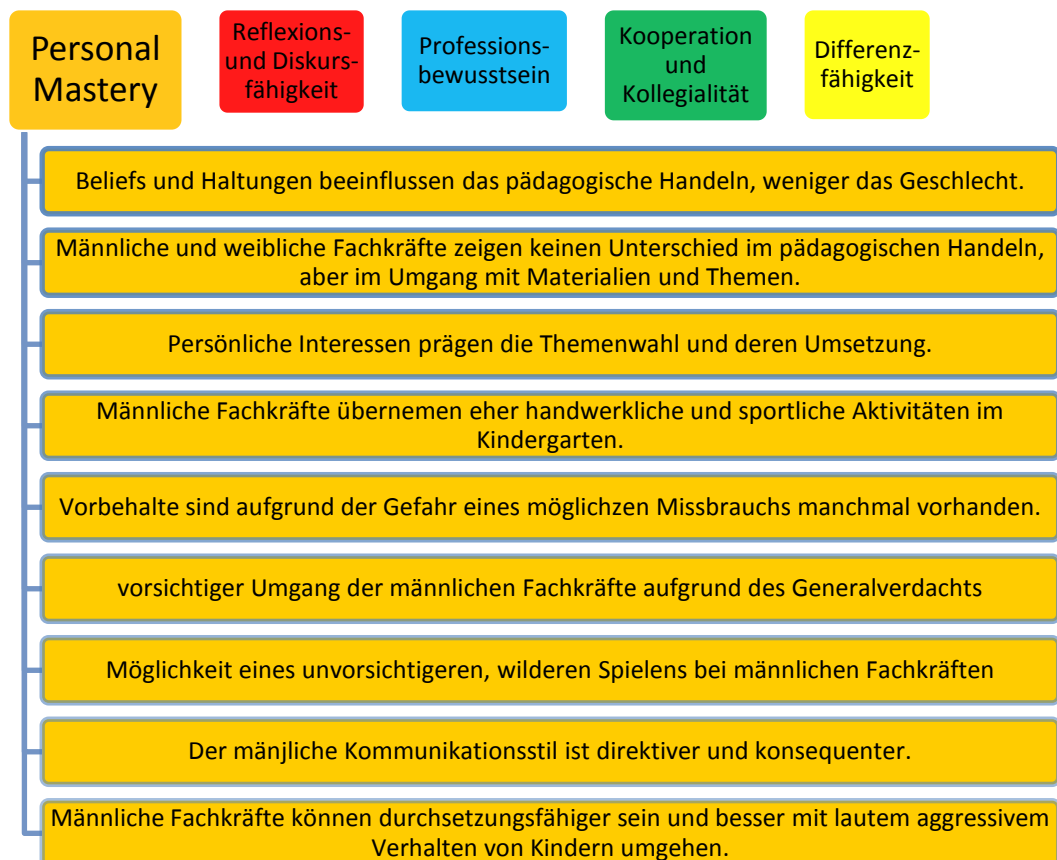 Personal
Mastery
Reflexions-
und Diskurs-
fähigkeit
Professions-
bewusstsein
Kooperation
und
Kollegialität
Differenz-
fähigkeit
Beliefs und Haltungen beeinflussen das pädagogische Handeln, weniger das Geschlecht.
Männliche und weibliche Fachkräfte zeigen keinen Unterschied im pädagogischen Handeln,
aber im Umgang mit Materialien und Themen.
Persönliche Interessen prägen die Themenwahl und deren Umsetzung.
Männliche Fachkräfte übernemen eher handwerkliche und sportliche Aktivitäten im
Kindergarten.
Vorbehalte sind aufgrund der Gefahr eines möglichzen Missbrauchs manchmal vorhanden.
vorsichtiger Umgang der männlichen Fachkräfte aufgrund des Generalverdachts
Möglichkeit eines unvorsichtigeren, wilderen Spielens bei männlichen Fachkräften
Der mänjliche Kommunikationsstil ist direktiver und konsequenter.
Männliche Fachkräfte können durchsetzungsfähiger sein und besser mit lautem aggressivem
Verhalten von Kindern umgehen.